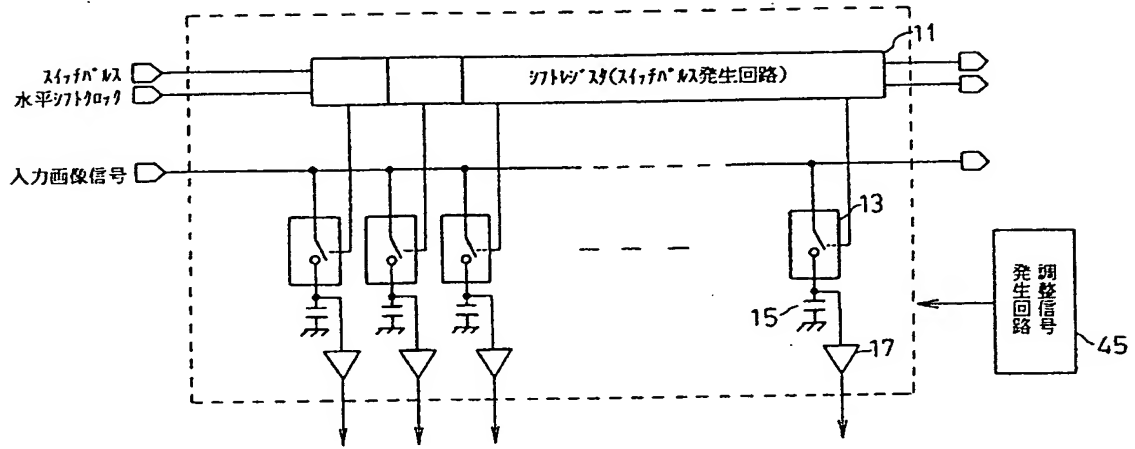 11
スイッチパルス
水平シフトクロック
シフトレジスタ(スイッチパルス発生回路)
入力画像信号
13
15
17
調整信号
発生回路
45